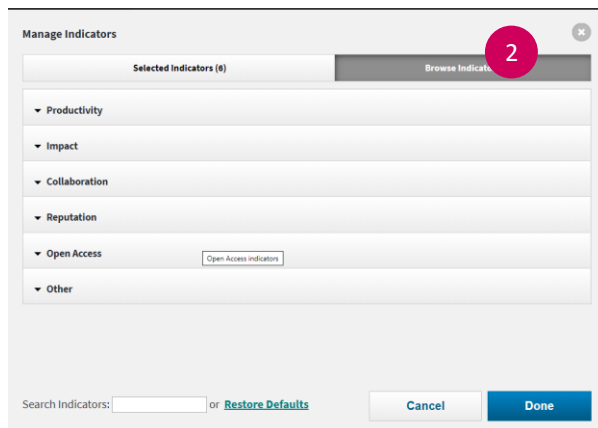 Manage Indicators
2
Selected Indicators (6)
Browse
Productivity
Impact
Collaboration
Reputation
Open Access
Open Access indicators
Other
Search Indicators: or Restore Defaults
Cancel
Done